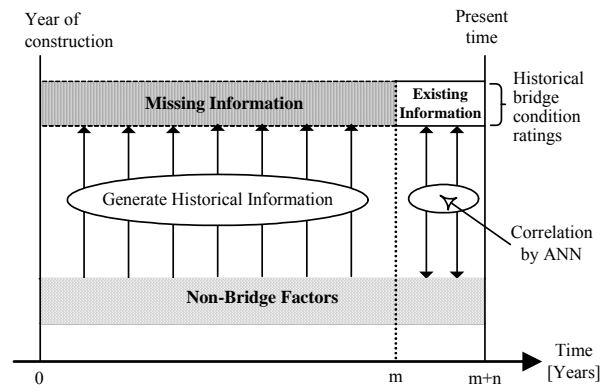 Year of
construction
Present
time
Missing Information
Existing
Information
Historical
bridge
condition
ratings
Generate Historical Information
Correlation
by ANN
Non-Bridge Factors
0
m
m+n
Time
[Years]